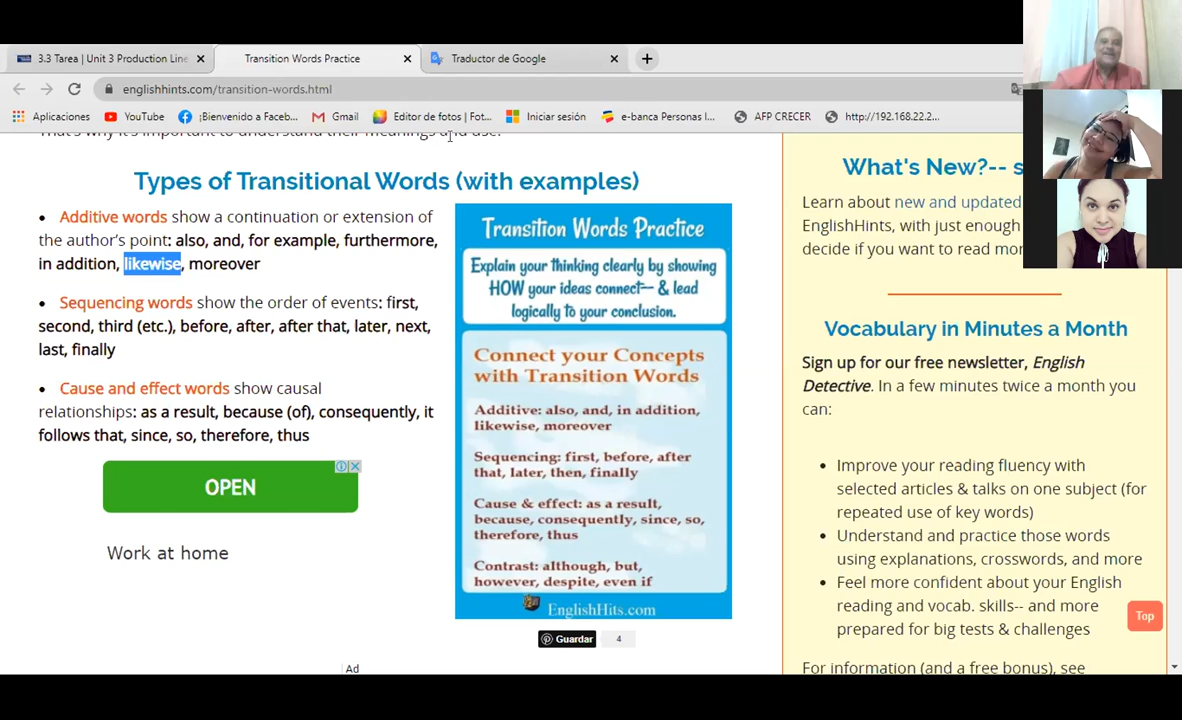 3.3 Tarea | Unit 3 Production Line
Transition Words Practice
Traductor de Google
englishhints.com/transition-words.html
Aplicaciones
YouTube
¡Bienvenido a Faceb...
Gmail
Editor de fotos | Fot...
Iniciar sesión
e-banca Personas I...
AFP CRECER
http://192.168.22.2...
That's why it's important to understand their meanings and use.
Types of Transitional Words (with examples)
• Additive words show a continuation or extension of
the author's point: also, and, for example, furthermore,
in addition, likewise, moreover
• Sequencing words show the order of events: first,
second, third (etc.), before, after, after that, later, next,
last, finally
• Cause and effect words show causal
relationships: as a result, because (of), consequently, it
follows that, since, so, therefore, thus
OPEN
Work at home
Transition Words Practice
Explain your thinking clearly by showing
HOW your ideas connect-- & lead
logically to your conclusion.
Connect your Concepts
with Transition Words
Additive: also, and, in addition,
likewise, moreover
Sequencing: first, before, after
that, later, then, finally
Cause & effect: as a result,
because, consequently, since, so,
therefore, thus
Contrast: although, but,
however, despite, even if
EnglishHits.com
Guardar
4
Ad
What's New?-- s
Learn about new and updated
EnglishHints, with just enough
decide if you want to read mor
Vocabulary in Minutes a Month
Sign up for our free newsletter, English
Detective. In a few minutes twice a month you
can:
• Improve your reading fluency with
selected articles & talks on one subject (for
repeated use of key words)
• Understand and practice those words
using explanations, crosswords, and more
• Feel more confident about your English
reading and vocab. skills-- and more
prepared for big tests & challenges
For information (and a free bonus), see
Top